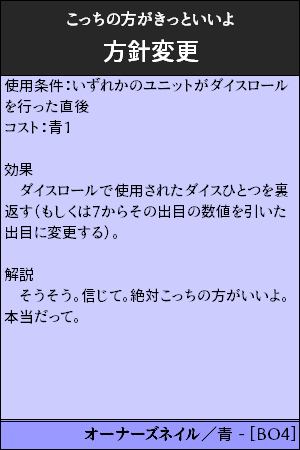 こっちの方がきっといいよ
方針変更
使用条件：いずれかのユニットがダイスロール
を行った直後
コスト：青1
効果
　ダイスロールで使用されたダイスひとつを裏
返す（もしくは7からその出目の数値を引いた
出目に変更する）。
解説
　そうそう。信じて。絶対こっちの方がいいよ。
本当だって。
オーナーズネイル／青 - [BO4]